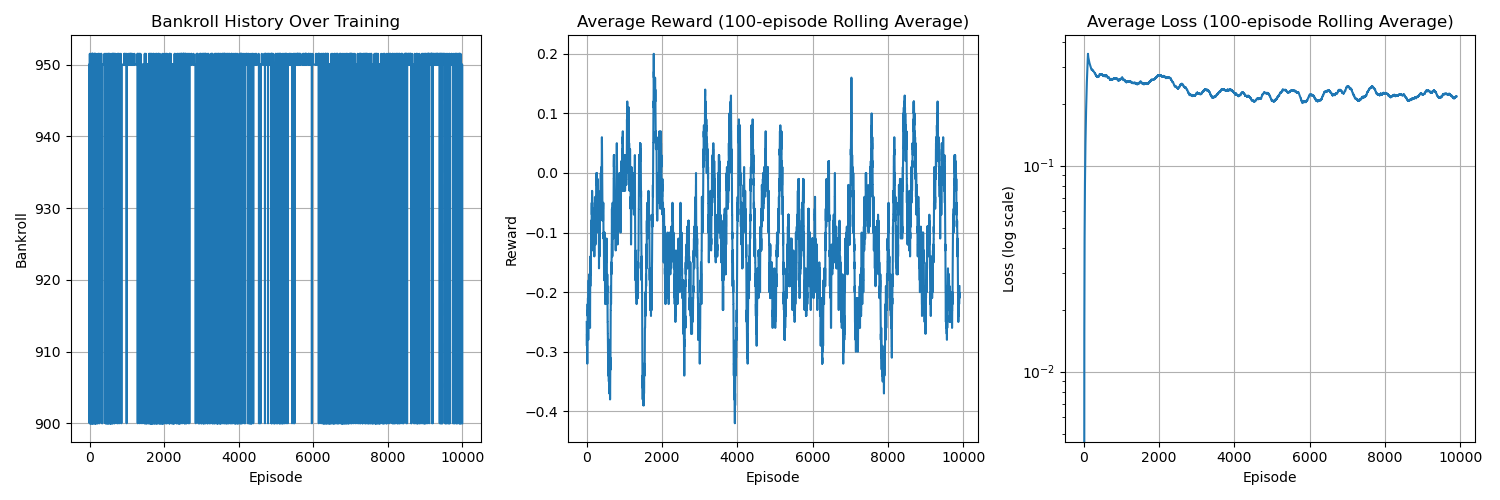 Bankroll History Over Training
Bankroll
950
940
930
920
910
900
0 2000 4000 6000 8000 10000
Episode
Average Reward (100-episode Rolling Average)
Reward
0.2
0.1
0.0
−0.1
−0.2
−0.3
−0.4
0 2000 4000 6000 8000 10000
Episode
Average Loss (100-episode Rolling Average)
Loss (log scale)
10⁻¹
10⁻²
0 2000 4000 6000 8000 10000
Episode